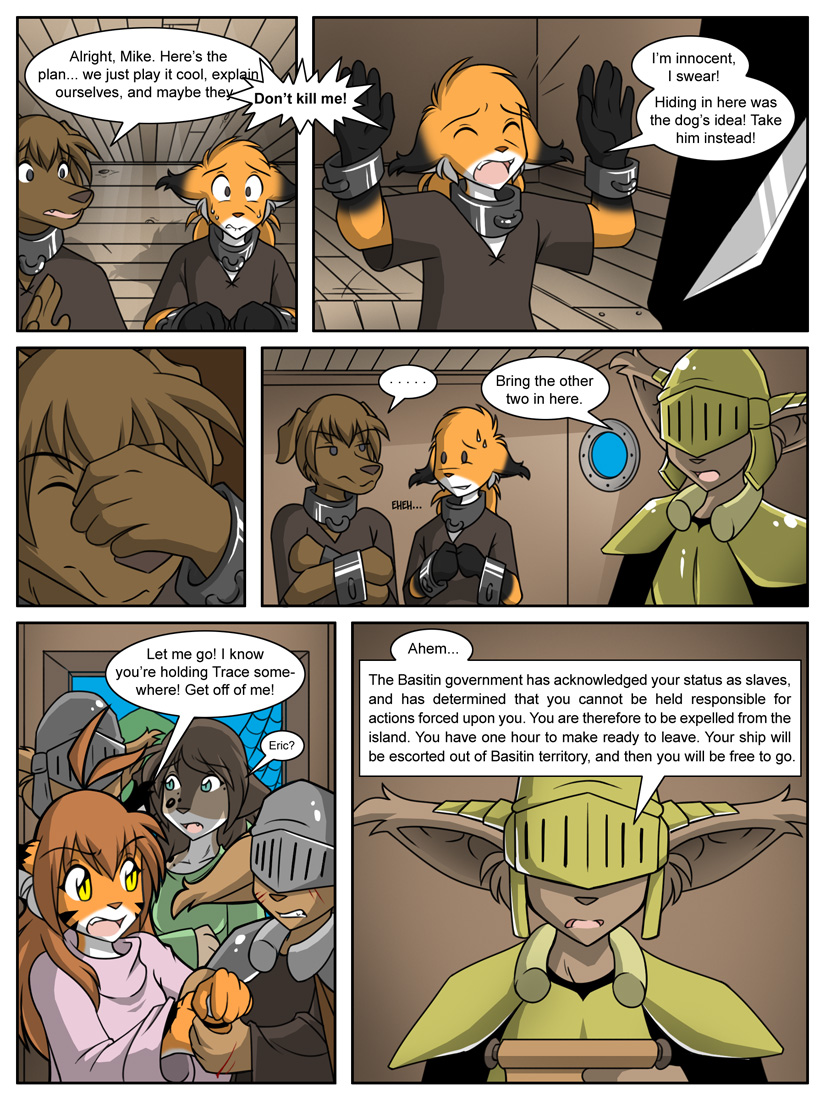 Alright, Mike. Here's the
plan... we just play it cool, explain
ourselves, and maybe they
Don't kill me!
I'm innocent,
I swear!
Hiding in here was
the dog's idea! Take
him instead!
. . . . .
EHEH...
Bring the other
two in here.
Let me go! I know
you're holding Trace some-
where! Get off of me!
Eric?
Ahem...
The Basitin government has acknowledged your status as slaves,
and has determined that you cannot be held responsible for
actions forced upon you. You are therefore to be expelled from the
island. You have one hour to make ready to leave. Your ship will
be escorted out of Basitin territory, and then you will be free to go.